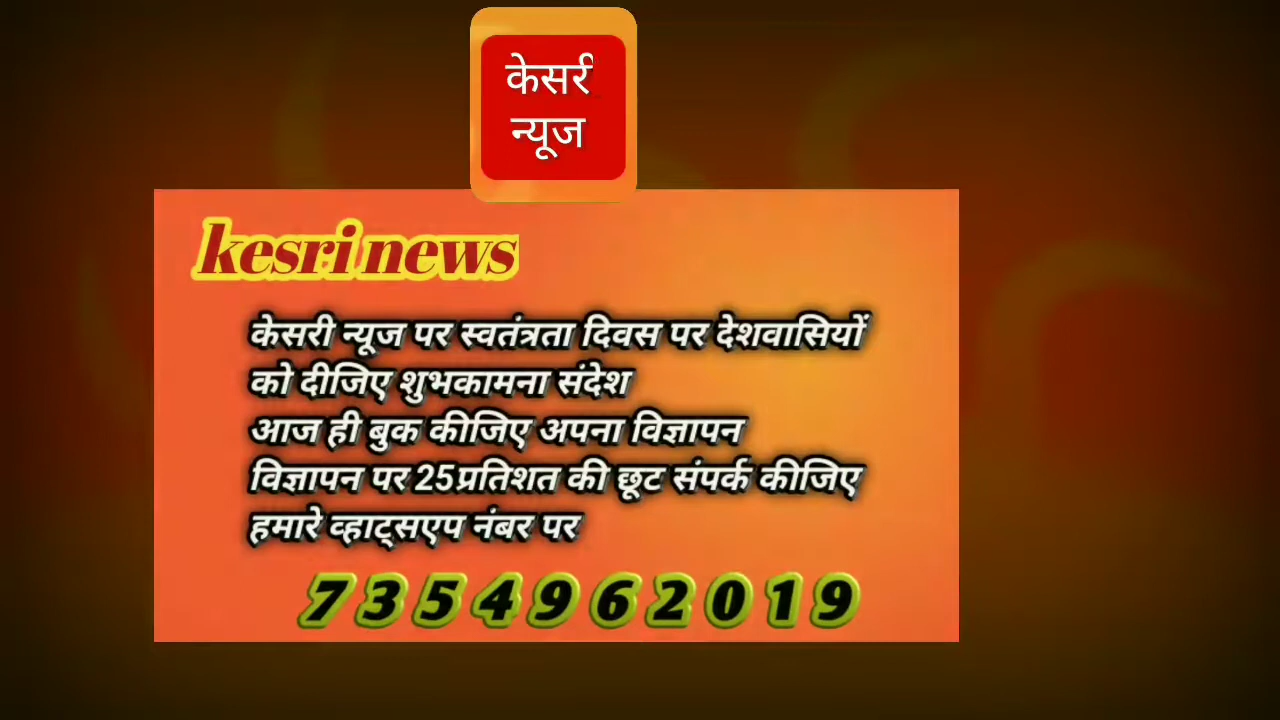 केसरी
न्यूज
kesri news
केसरी न्यूज पर स्वतंत्रता दिवस पर देशवासियों
को दीजिए शुभकामना संदेश
आज ही बुक कीजिए अपना विज्ञापन
विज्ञापन पर 25प्रतिशत की छूट संपर्क कीजिए
हमारे व्हाट्सएप नंबर पर
7354962019